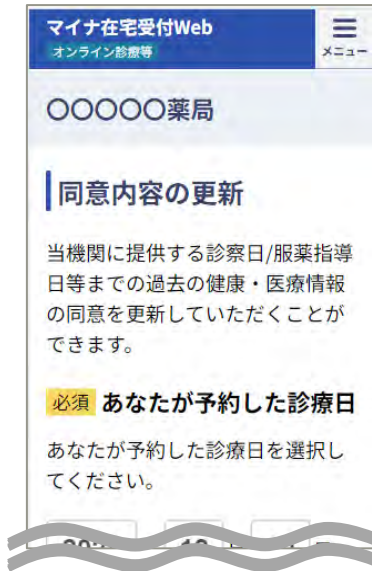 マイナ在宅受付Web
オンライン診療等
メニュー
〇〇〇〇〇薬局
同意内容の更新
当機関に提供する診察日/服薬指導
日等までの過去の健康・医療情報
の同意を更新していただくことが
できます。
必須 あなたが予約した診療日
あなたが予約した診療日を選択し
てください。